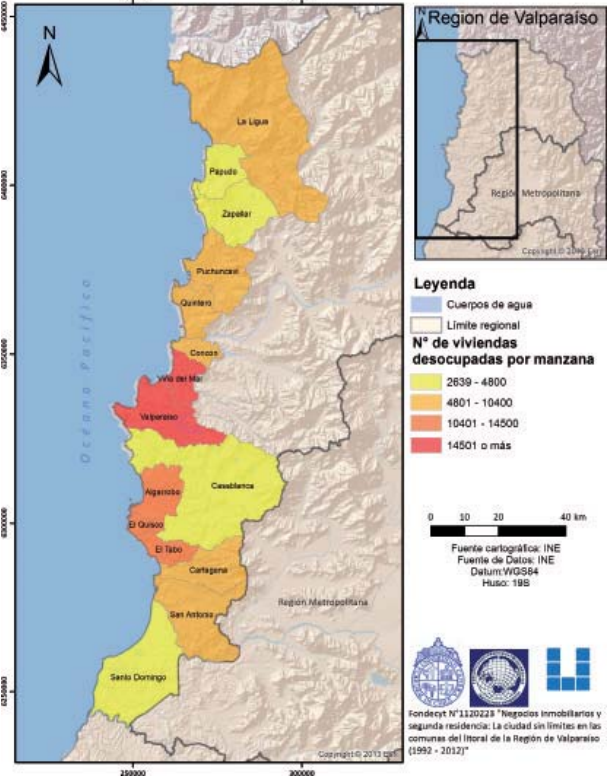 N
La Ligua
Papudo
Zapallar
Puchuncaví
Quintero
Concón
Viña del Mar
Valparaíso
Casablanca
Algarrobo
El Quisco
El Tabo
Cartagena
San Antonio
Santo Domingo
Océano Pacífico
Región Metropolitana
Copyright:© 2013 Esri
6450000
6400000
6350000
6300000
6250000
250000
300000
N
Region de Valparaíso
Región Metropolitana
Copyright:© 2013 Esri
Leyenda
Cuerpos de agua
Límite regional
N° de viviendas
desocupadas por manzana
2639 - 4800
4801 - 10400
10401 - 14500
14501 o más
0 10 20 40 km
Fuente cartográfica: INE
Fuente de Datos: INE
Datum:WGS84
Huso: 19S
Fondecyt N°1120223 "Negocios inmobiliarios y
segunda residencia: La ciudad sin límites en las
comunas del litoral de la Región de Valparaíso
(1992 - 2012)"